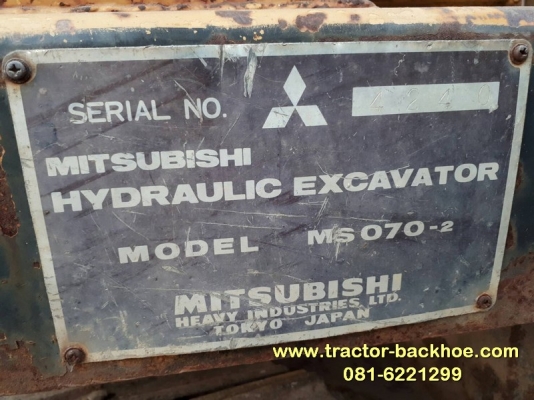 SERIAL NO.
MITSUBISHI
HYDRAULIC EXCAVATOR
MODEL MS070-2
MITSUBISHI
HEAVY INDUSTRIES, LTD.
TOKYO JAPAN
www.tractor-backhoe.com
081-6221299